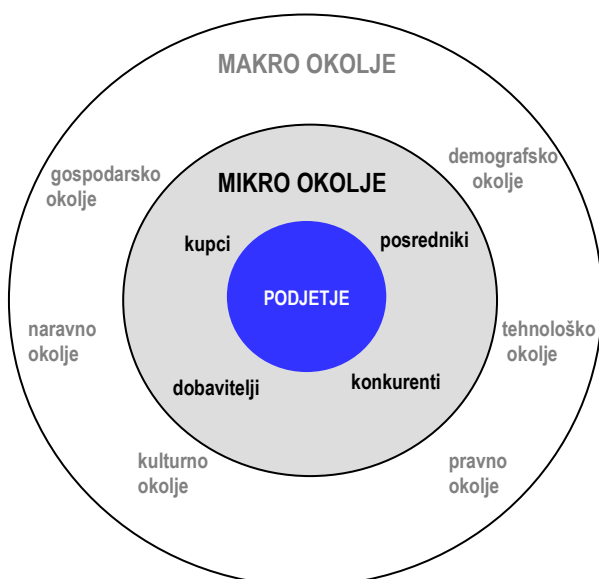 MAKRO OKOLJE
gospodarsko
okolje
demografsko
okolje
MIKRO OKOLJE
kupci
posredniki
PODJETJE
naravno
okolje
tehnološko
okolje
dobavitelji
konkurenti
kulturno
okolje
pravno
okolje